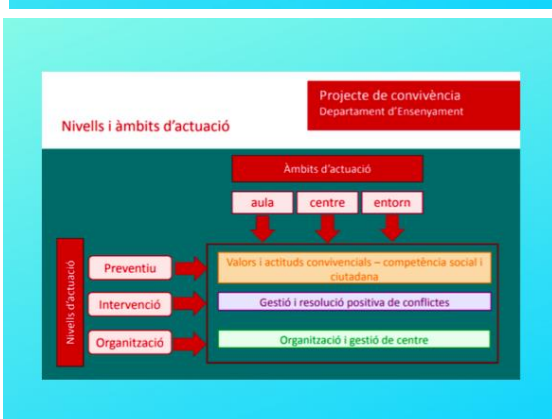 Projecte de convivència
Departament d'Ensenyament
Nivells i àmbits d'actuació
Àmbits d'actuació
aula
centre
entorn
Nivells d'actuació
Preventiu
Valors i actituds convivencials – competència social i
ciutadana
Intervenció
Gestió i resolució positiva de conflictes
Organització
Organització i gestió de centre